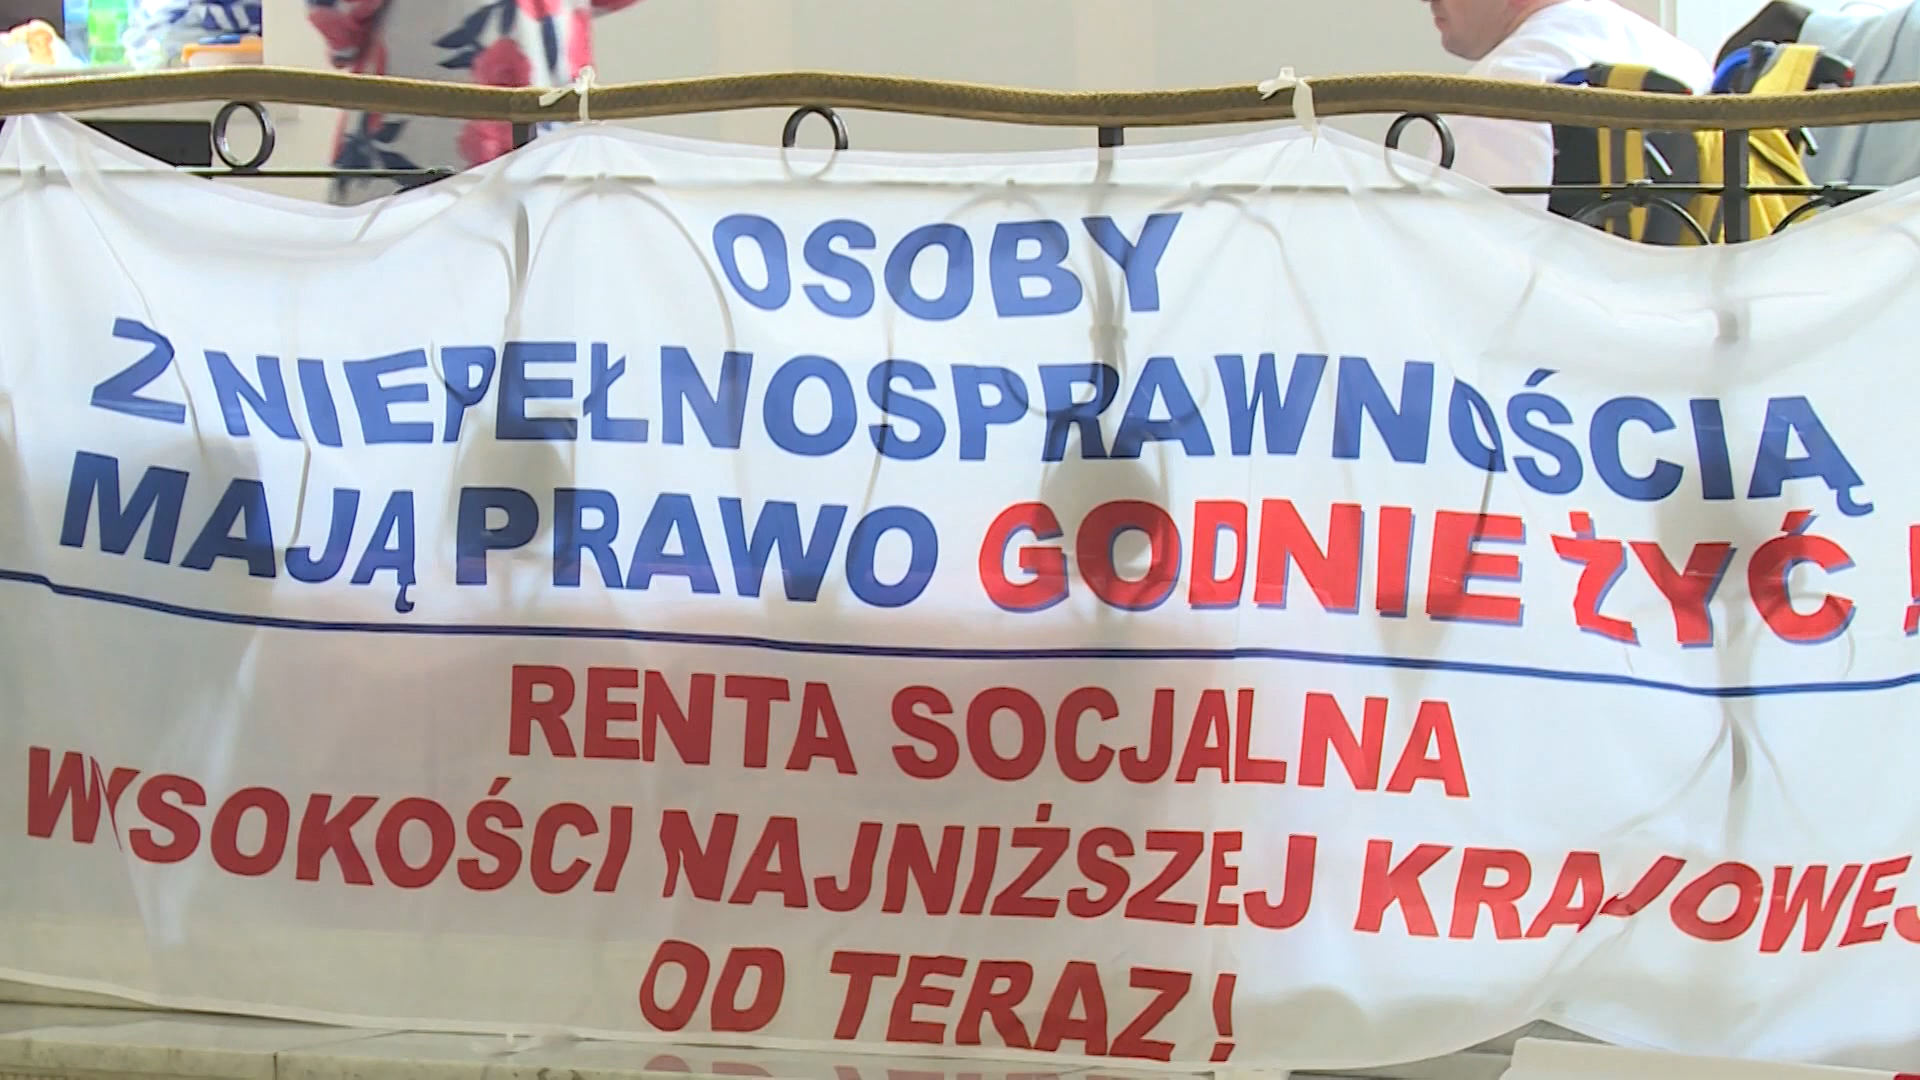 OSOBY
Z NIEPEŁNOSPRAWNOŚCIĄ
MAJĄ PRAWO GODNIE ŻYĆ !
RENTA SOCJALNA
WYSOKOŚCI NAJNIŻSZEJ KRAJOWEJ
OD TERAZ!